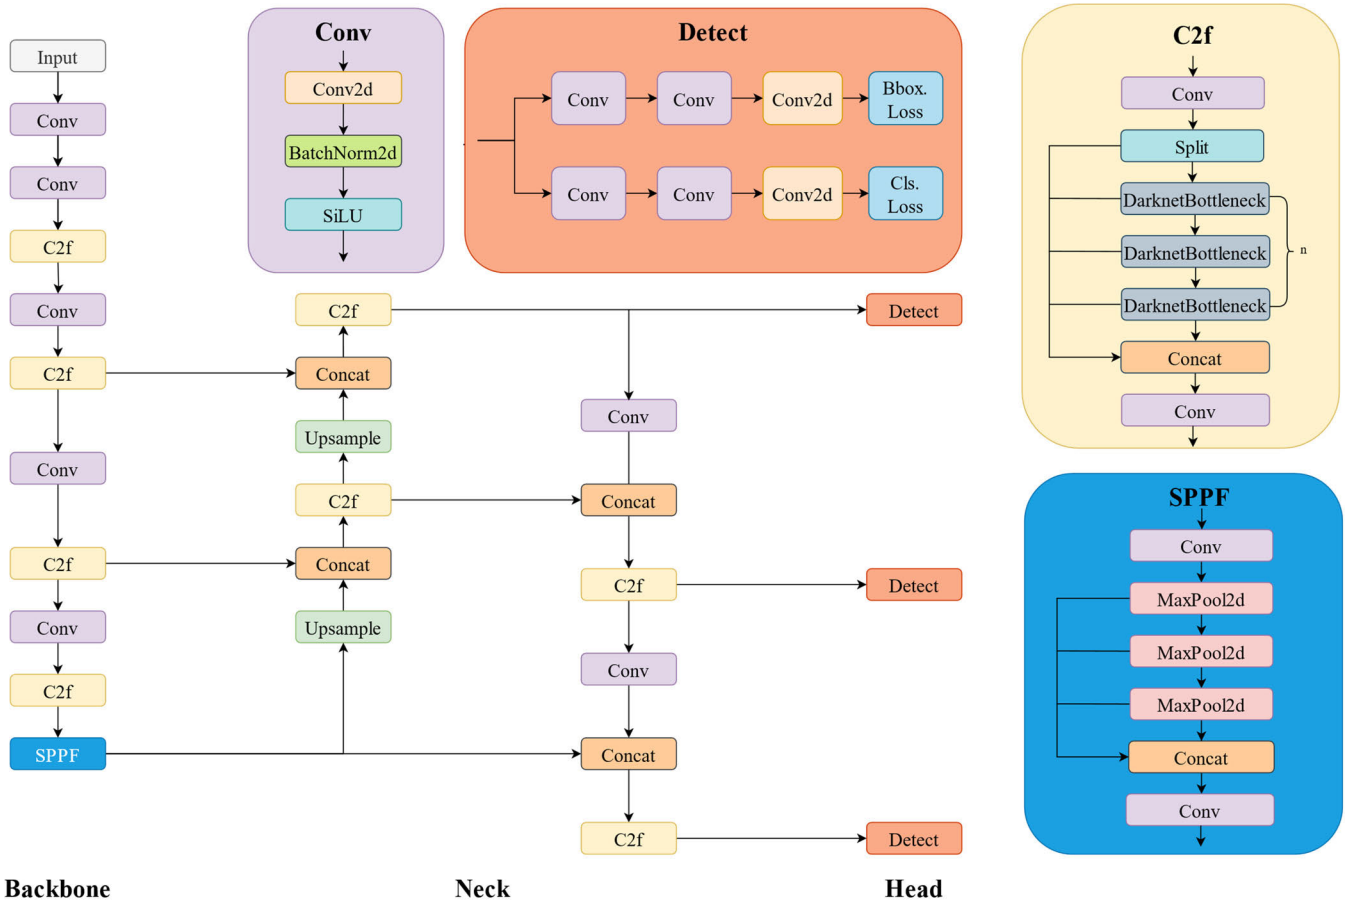 Input
Conv
Conv
C2f
Conv
C2f
Conv
C2f
Conv
C2f
SPPF
Backbone
Conv
Conv2d
BatchNorm2d
SiLU
Detect
Conv
Conv
Conv2d
Bbox.
Loss
Conv
Conv
Conv2d
Cls.
Loss
C2f
Concat
Upsample
C2f
Concat
Upsample
Conv
Concat
C2f
Conv
Concat
C2f
Neck
Detect
Detect
Detect
Head
C2f
Conv
Split
DarknetBottleneck
DarknetBottleneck
n
DarknetBottleneck
Concat
Conv
SPPF
Conv
MaxPool2d
MaxPool2d
MaxPool2d
Concat
Conv